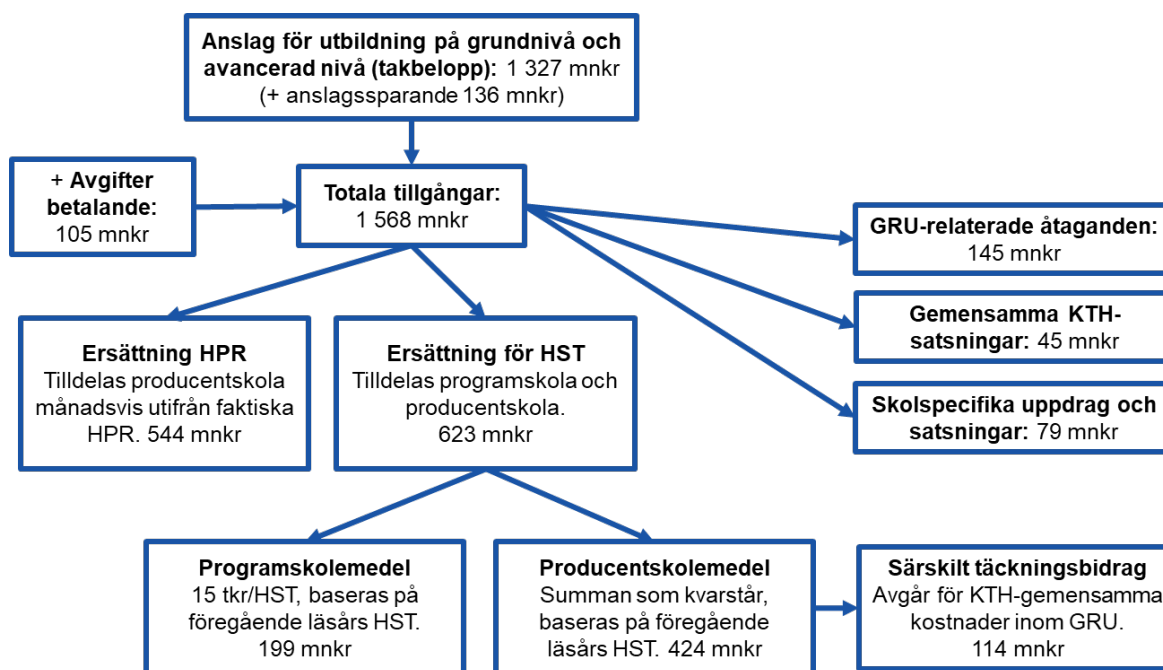 Anslag för utbildning på grundnivå och
avancerad nivå (takbelopp): 1 327 mnkr
(+ anslagssparande 136 mnkr)
+ Avgifter
betalande:
105 mnkr
Totala tillgångar:
1 568 mnkr
GRU-relaterade åtaganden:
145 mnkr
Gemensamma KTH-
satsningar: 45 mnkr
Skolspecifika uppdrag och
satsningar: 79 mnkr
Ersättning HPR
Tilldelas producentskola
månadsvis utifrån faktiska
HPR. 544 mnkr
Ersättning för HST
Tilldelas programskola och
producentskola.
623 mnkr
Programskolemedel
15 tkr/HST, baseras på
föregående läsårs HST.
199 mnkr
Producentskolemedel
Summan som kvarstår,
baseras på föregående
läsårs HST. 424 mnkr
Särskilt täckningsbidrag
Avgår för KTH-gemensamma
kostnader inom GRU.
114 mnkr